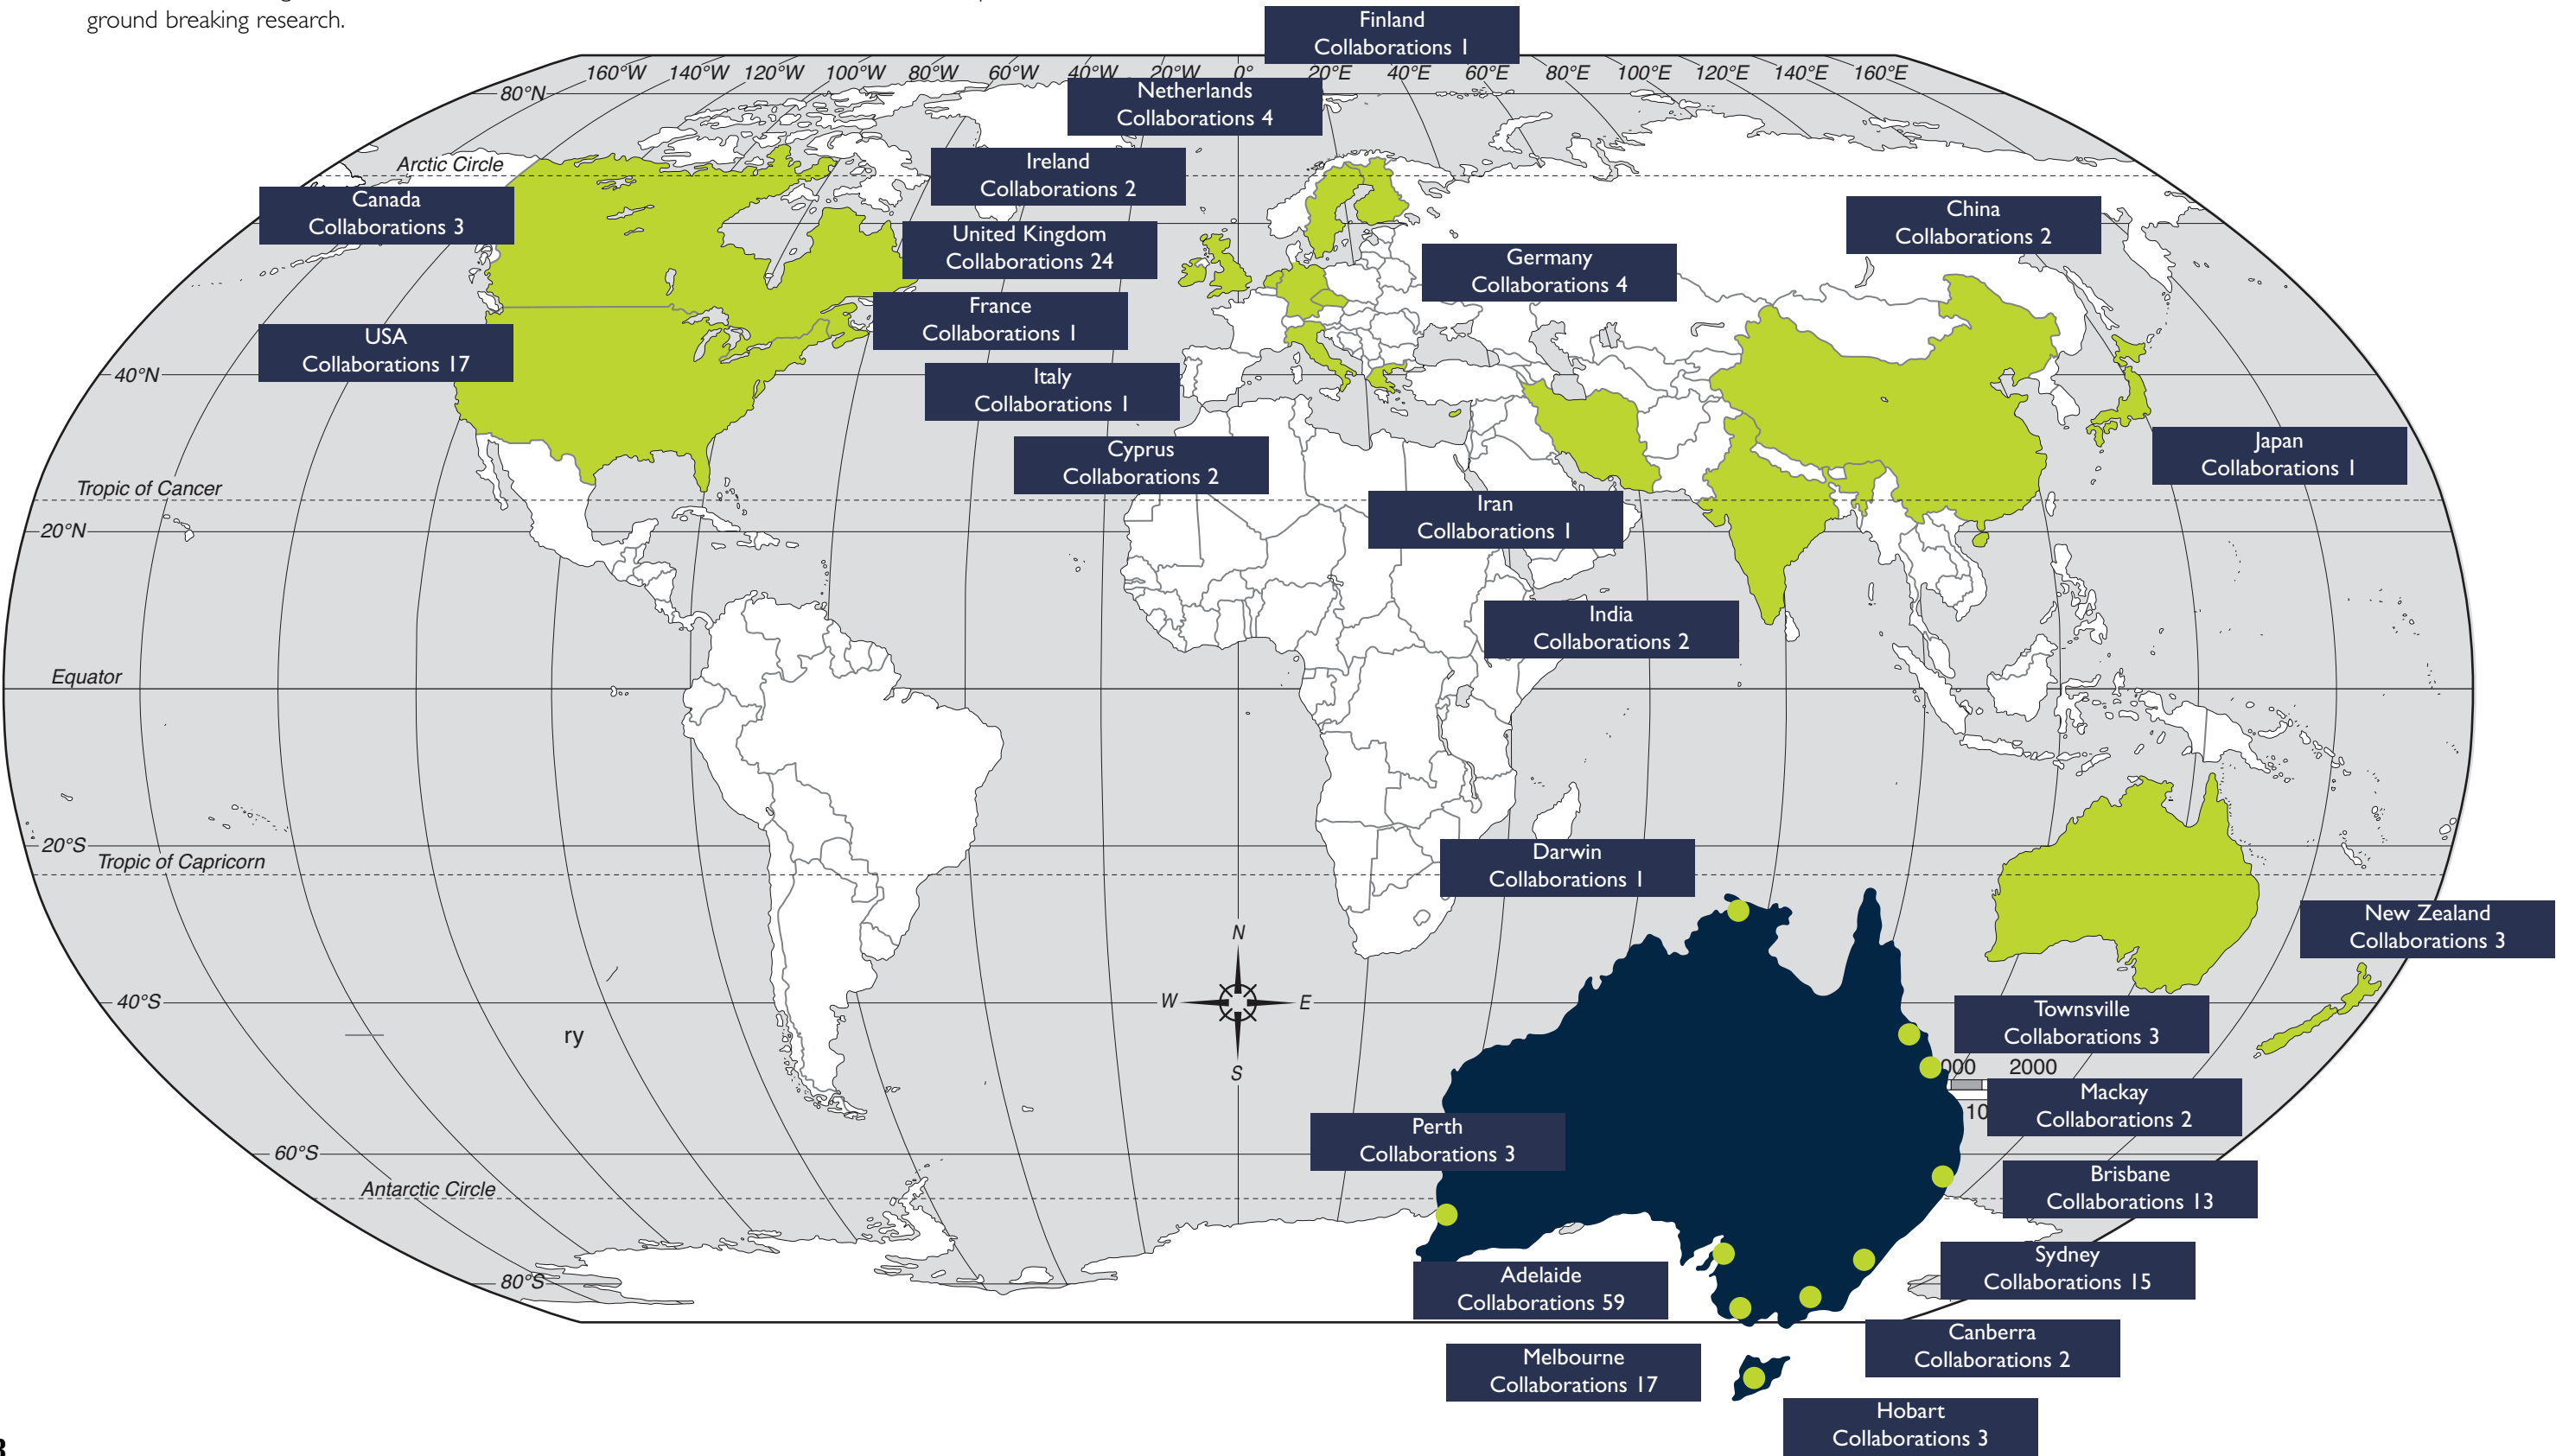 ground breaking research.
Finland
Collaborations 1
160°W 140°W 120°W 100°W 80°W 60°W 40°W 20°W 0° 20°E 40°E 60°E 80°E 100°E 120°E 140°E 160°E
80°N
Netherlands
Collaborations 4
Arctic Circle
Ireland
Collaborations 2
Canada
Collaborations 3
China
Collaborations 2
United Kingdom
Collaborations 24
Germany
Collaborations 4
France
Collaborations 1
USA
Collaborations 17
40°N
Italy
Collaborations 1
Cyprus
Collaborations 2
Japan
Collaborations 1
Tropic of Cancer
Iran
Collaborations 1
20°N
India
Collaborations 2
Equator
20°S
Tropic of Capricorn
Darwin
Collaborations 1
New Zealand
Collaborations 3
N
W E
S
40°S
ry
Townsville
Collaborations 3
000 2000
10
Mackay
Collaborations 2
Perth
Collaborations 3
60°S
Brisbane
Collaborations 13
Antarctic Circle
Sydney
Collaborations 15
80°S
Adelaide
Collaborations 59
Canberra
Collaborations 2
Melbourne
Collaborations 17
Hobart
Collaborations 3